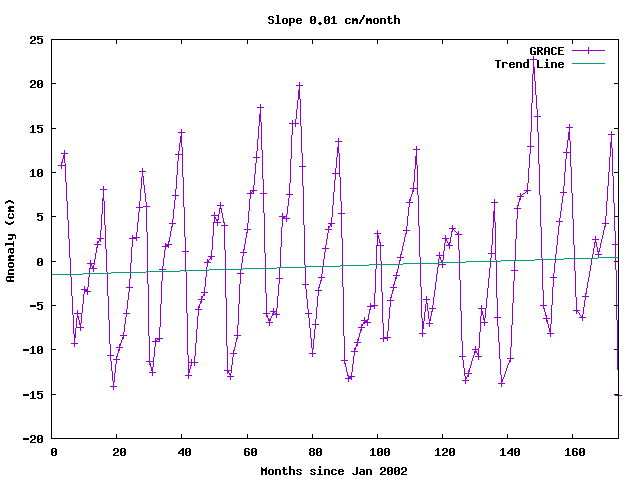 Slope 0.01 cm/month
GRACE
Trend Line
25
20
15
10
5
0
-5
-10
-15
-20
Anomaly (cm)
0 20 40 60 80 100 120 140 160
Months since Jan 2002